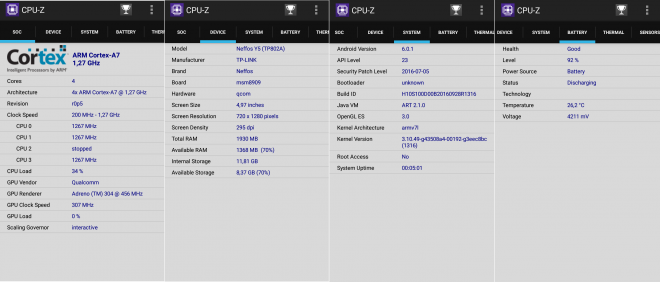 CPU-Z
SOC DEVICE SYSTEM BATTERY THER
Cortex
Intelligent Processors by ARM
ARM Cortex-A7
1,27 GHz
Cores 4
Architecture 4x ARM Cortex-A7 @ 1,27 GHz
Revision r0p5
Clock Speed 200 MHz - 1,27 GHz
CPU 0 1267 MHz
CPU 1 1267 MHz
CPU 2 stopped
CPU 3 1267 MHz
CPU Load 34 %
GPU Vendor Qualcomm
GPU Renderer Adreno (TM) 304 @ 456 MHz
GPU Clock Speed 307 MHz
GPU Load 0 %
Scaling Governor interactive
CPU-Z
SOC DEVICE SYSTEM BATTERY THERI
Model Neffos Y5 (TP802A)
Manufacturer TP-LINK
Brand Neffos
Board msm8909
Hardware qcom
Screen Size 4,97 inches
Screen Resolution 720 x 1280 pixels
Screen Density 295 dpi
Total RAM 1930 MB
Available RAM 1368 MB (70%)
Internal Storage 11,81 GB
Available Storage 8,37 GB (70%)
CPU-Z
SOC DEVICE SYSTEM BATTERY THERMAL
Android Version 6.0.1
API Level 23
Security Patch Level 2016-07-05
Bootloader unknown
Build ID H10S100D00B20160928R1316
Java VM ART 2.1.0
OpenGL ES 3.0
Kernel Architecture armv7l
Kernel Version 3.10.49-g43508a4-00192-g3eec8bc
(1316)
Root Access No
System Uptime 00:05:01
CPU-Z
DEVICE SYSTEM BATTERY THERMAL SENSORS
Health Good
Level 92 %
Power Source Battery
Status Discharging
Technology
Temperature 26,2 °C
Voltage 4211 mV